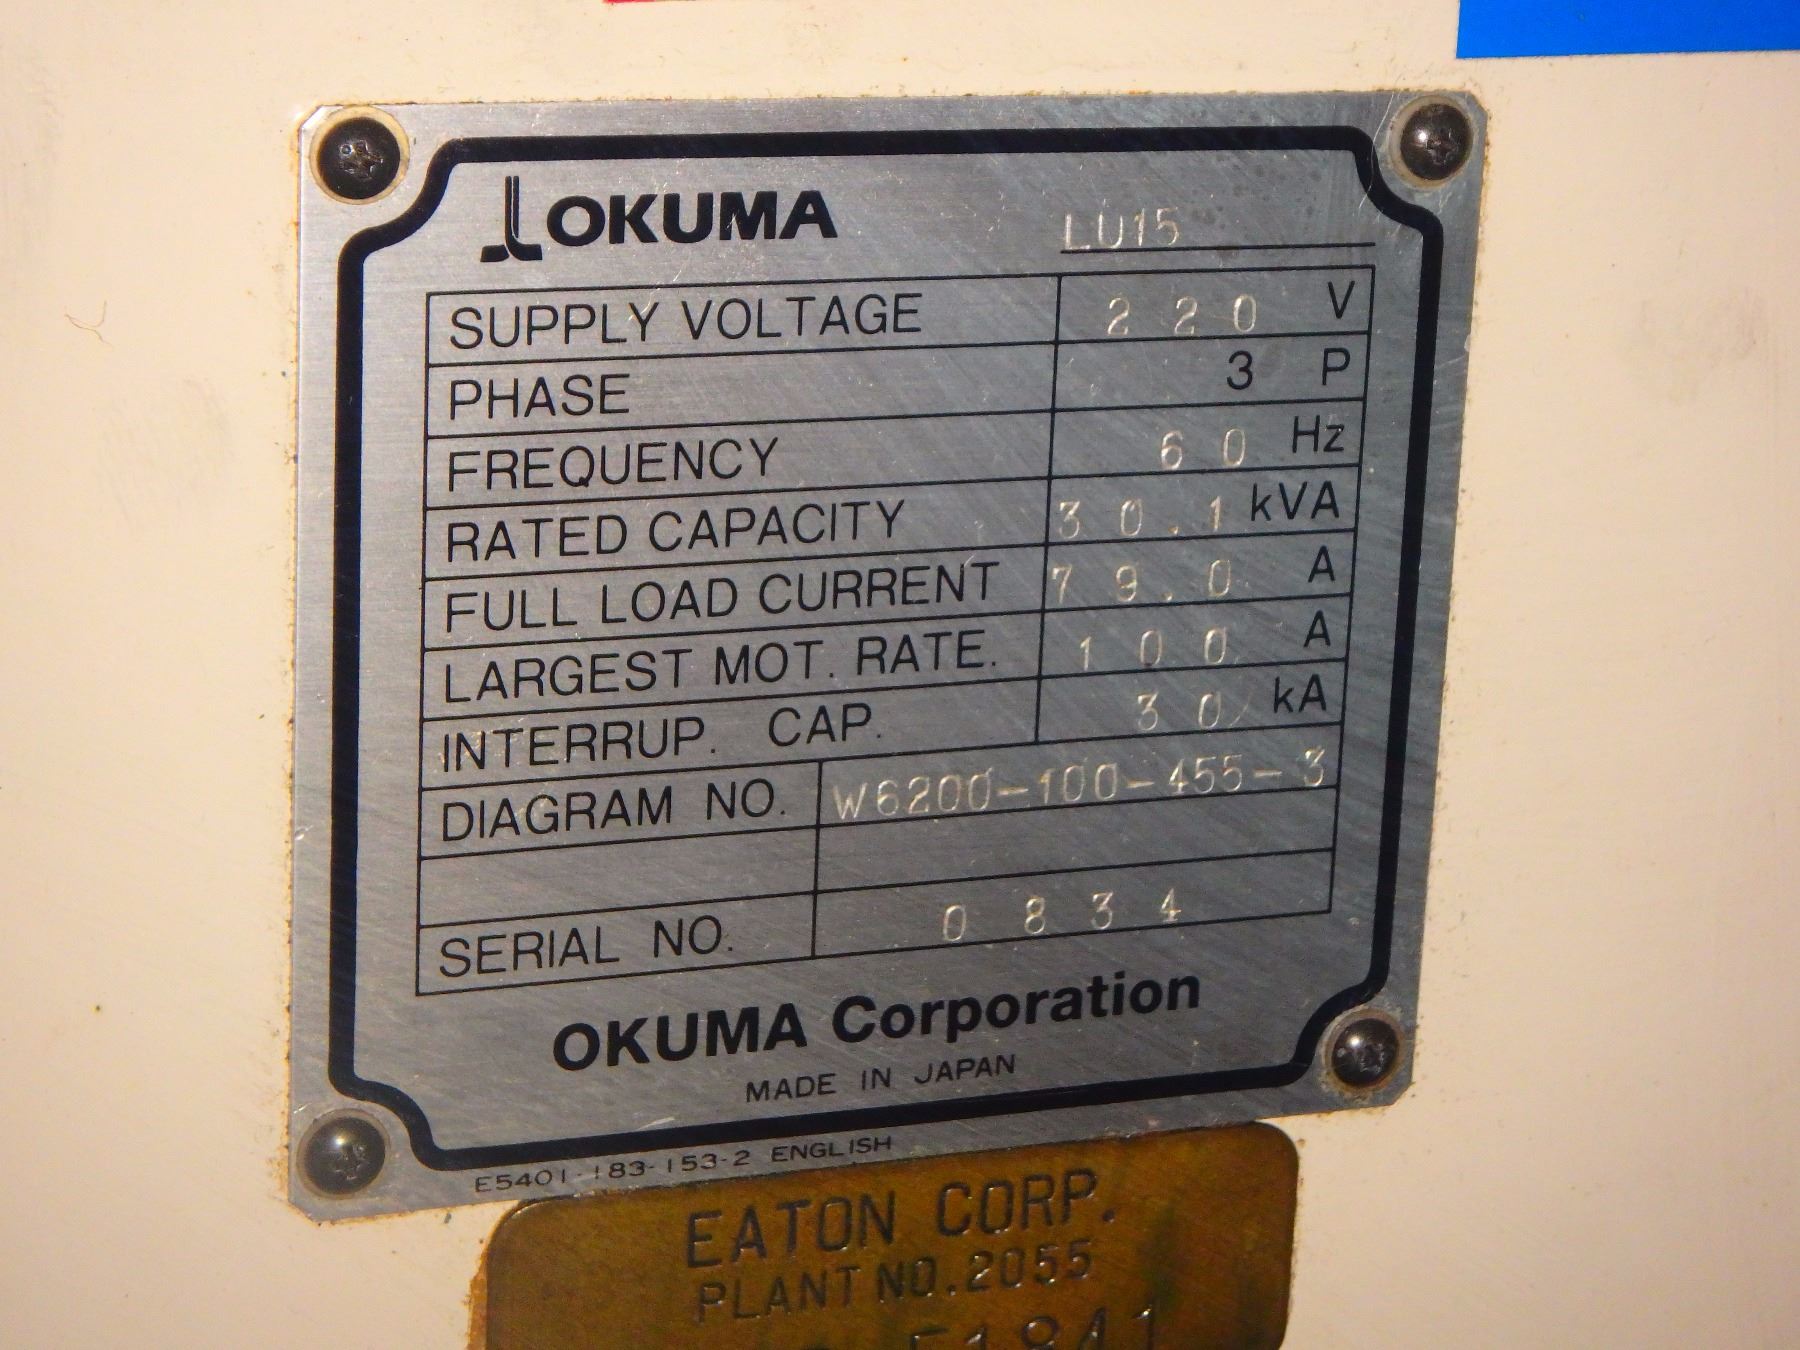 OKUMA LU15
SUPPLY VOLTAGE 220 V
PHASE 3 P
FREQUENCY 60 Hz
RATED CAPACITY 30.1 kVA
FULL LOAD CURRENT 79.0 A
LARGEST MOT. RATE. 100 A
INTERRUP. CAP. 30 kA
DIAGRAM NO. W6200-100-455-3
SERIAL NO. 0834
OKUMA Corporation
MADE IN JAPAN
E5401-183-153-2 ENGLISH
EATON CORP.
PLANT NO. 2055